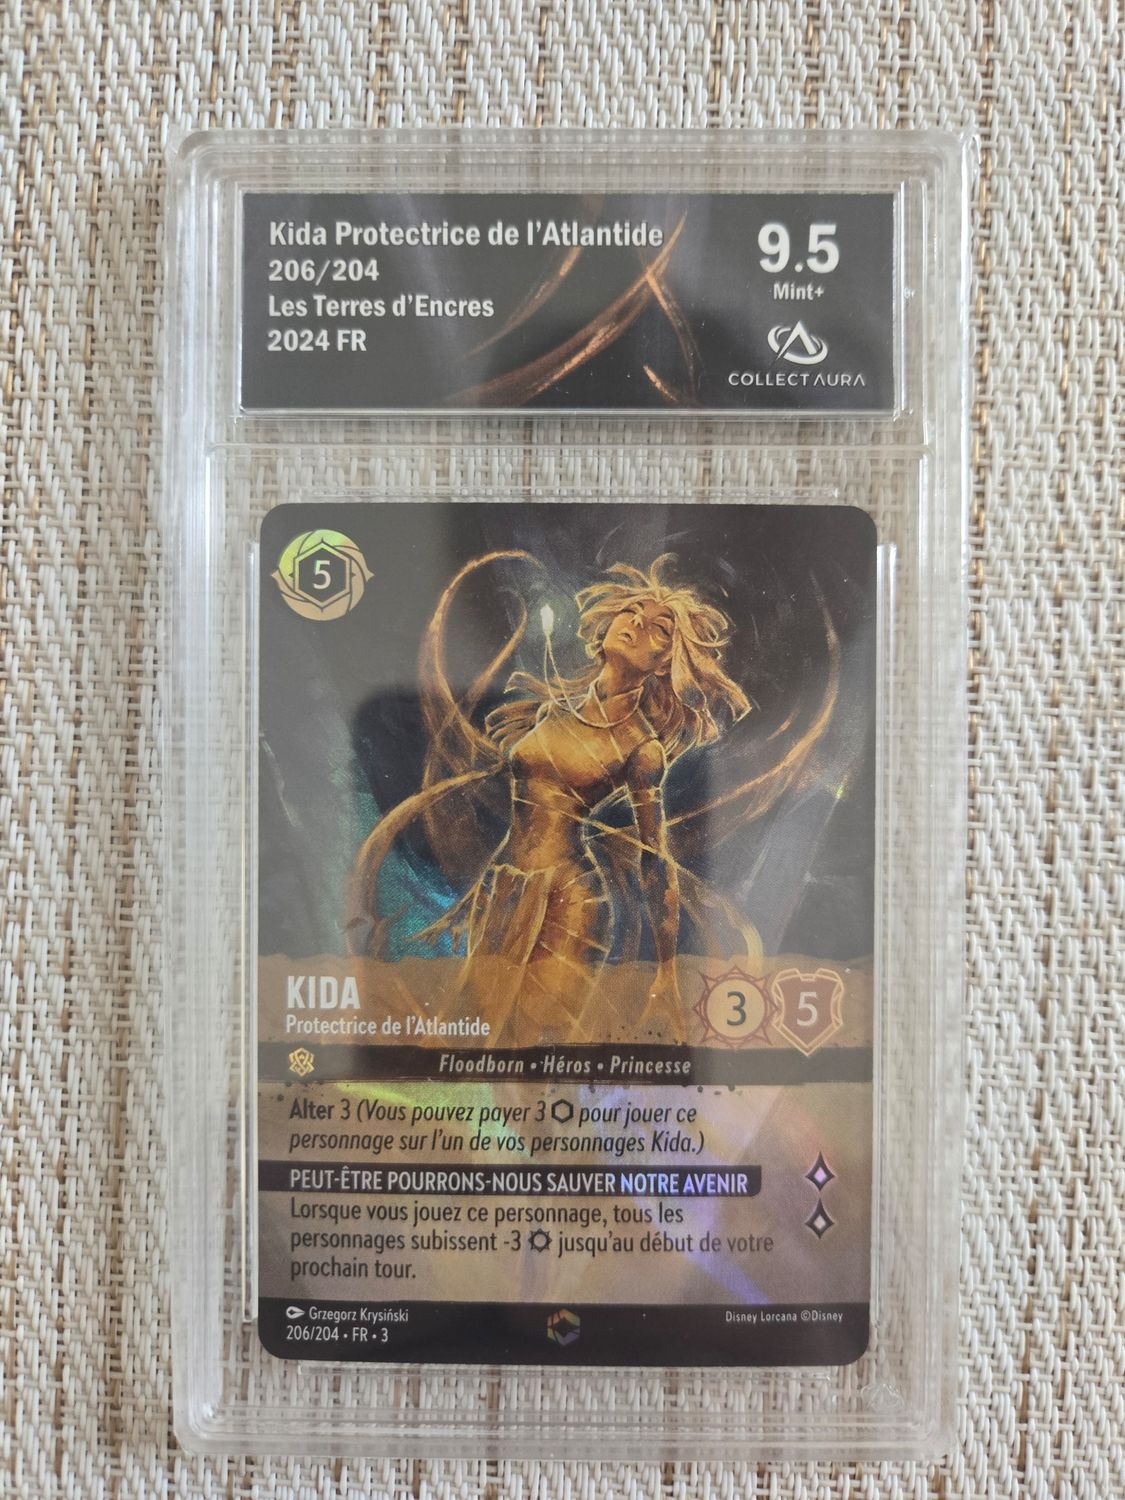 Kida Protectrice de l'Atlantide
206/204
Les Terres d'Encres
2024 FR
9.5
Mint+
COLLECT AURA
5
KIDA
Protectrice de l'Atlantide
3
5
Floodborn • Héros • Princesse
Alter 3 (Vous pouvez payer 3 ⬡ pour jouer ce
personnage sur l'un de vos personnages Kida.)
PEUT-ÊTRE POURRONS-NOUS SAUVER NOTRE AVENIR
Lorsque vous jouez ce personnage, tous les
personnages subissent -3 ¤ jusqu'au début de votre
prochain tour.
Grzegorz Krysiński
206/204 • FR • 3
Disney Lorcana ©Disney